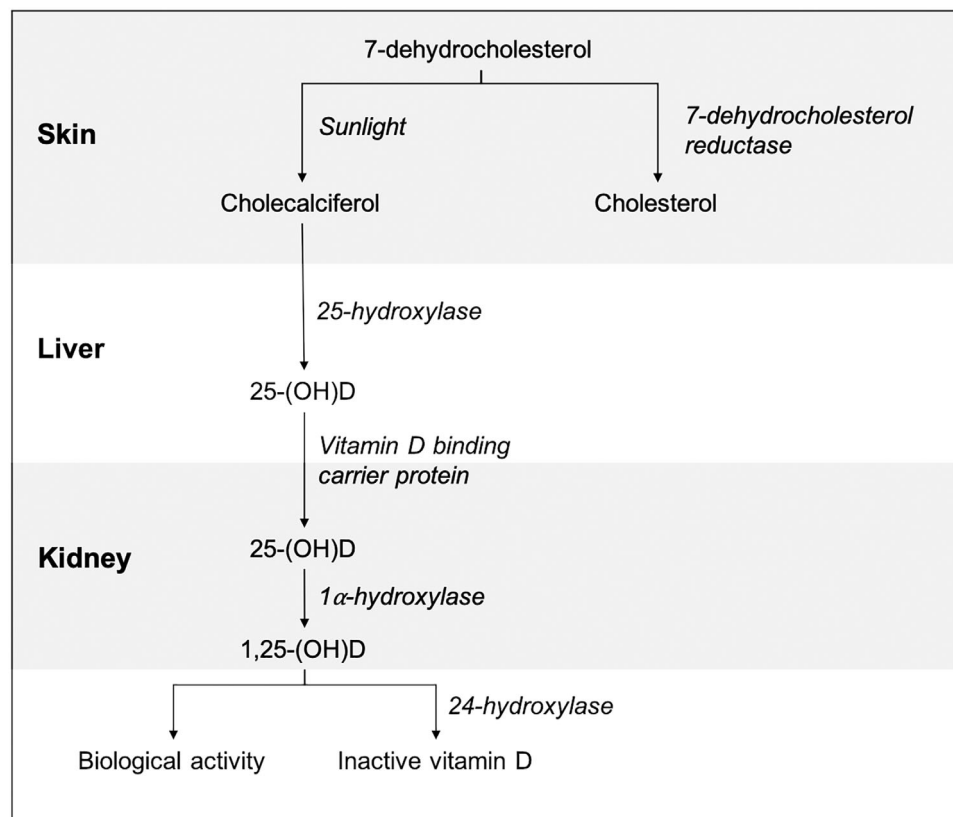 7-dehydrocholesterol
Skin
Sunlight
7-dehydrocholesterol
reductase
Cholecalciferol
Cholesterol
25-hydroxylase
Liver
25-(OH)D
Vitamin D binding
carrier protein
Kidney
25-(OH)D
1α-hydroxylase
1,25-(OH)D
24-hydroxylase
Biological activity
Inactive vitamin D